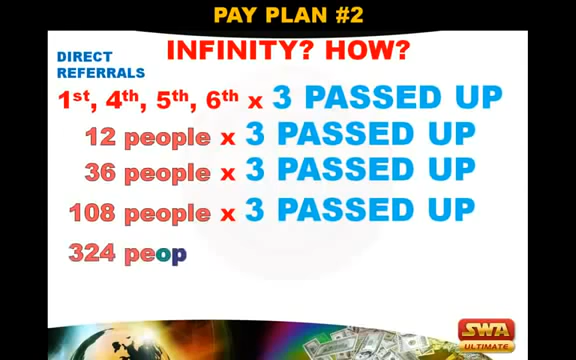 PAY PLAN #2
INFINITY? HOW?
DIRECT
REFERRALS
1st, 4th, 5th, 6th x 3 PASSED UP
12 people x 3 PASSED UP
36 people x 3 PASSED UP
108 people x 3 PASSED UP
324 peop
SWA
ULTIMATE